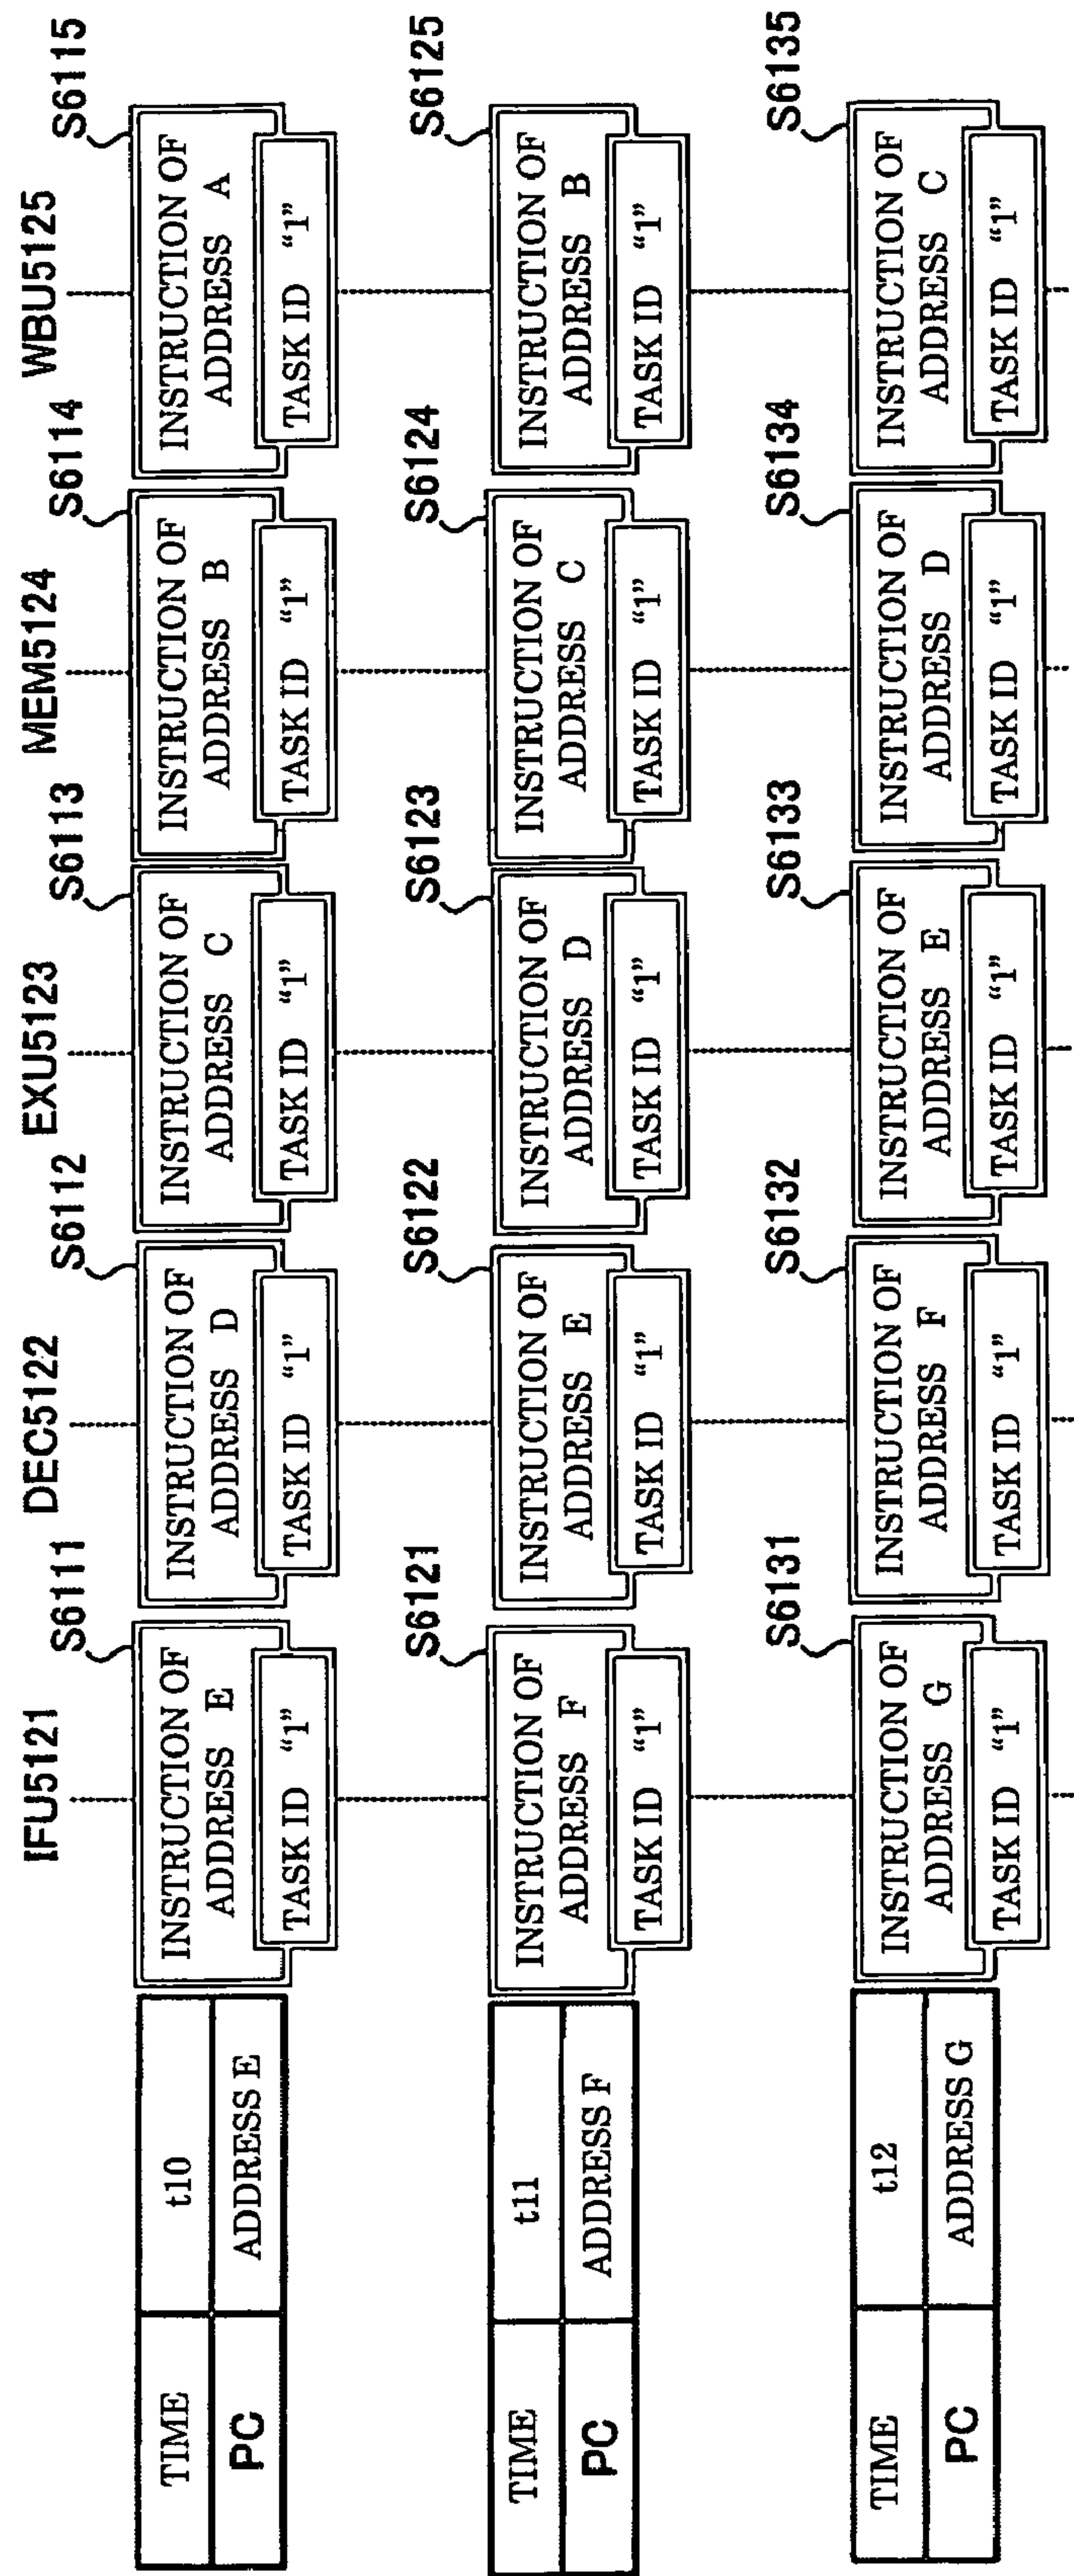 IFU5121 DEC5122 EXU5123 MEM5124 WBU5125
S6111 S6112 S6113 S6114 S6115
TIME t10
PC ADDRESS E
INSTRUCTION OF
ADDRESS E
TASK ID “1”
INSTRUCTION OF
ADDRESS D
TASK ID “1”
INSTRUCTION OF
ADDRESS C
TASK ID “1”
INSTRUCTION OF
ADDRESS B
TASK ID “1”
INSTRUCTION OF
ADDRESS A
TASK ID “1”
S6121 S6122 S6123 S6124 S6125
TIME t11
PC ADDRESS F
INSTRUCTION OF
ADDRESS F
TASK ID “1”
INSTRUCTION OF
ADDRESS E
TASK ID “1”
INSTRUCTION OF
ADDRESS D
TASK ID “1”
INSTRUCTION OF
ADDRESS C
TASK ID “1”
INSTRUCTION OF
ADDRESS B
TASK ID “1”
S6131 S6132 S6133 S6134 S6135
TIME t12
PC ADDRESS G
INSTRUCTION OF
ADDRESS G
TASK ID “1”
INSTRUCTION OF
ADDRESS F
TASK ID “1”
INSTRUCTION OF
ADDRESS E
TASK ID “1”
INSTRUCTION OF
ADDRESS D
TASK ID “1”
INSTRUCTION OF
ADDRESS C
TASK ID “1”